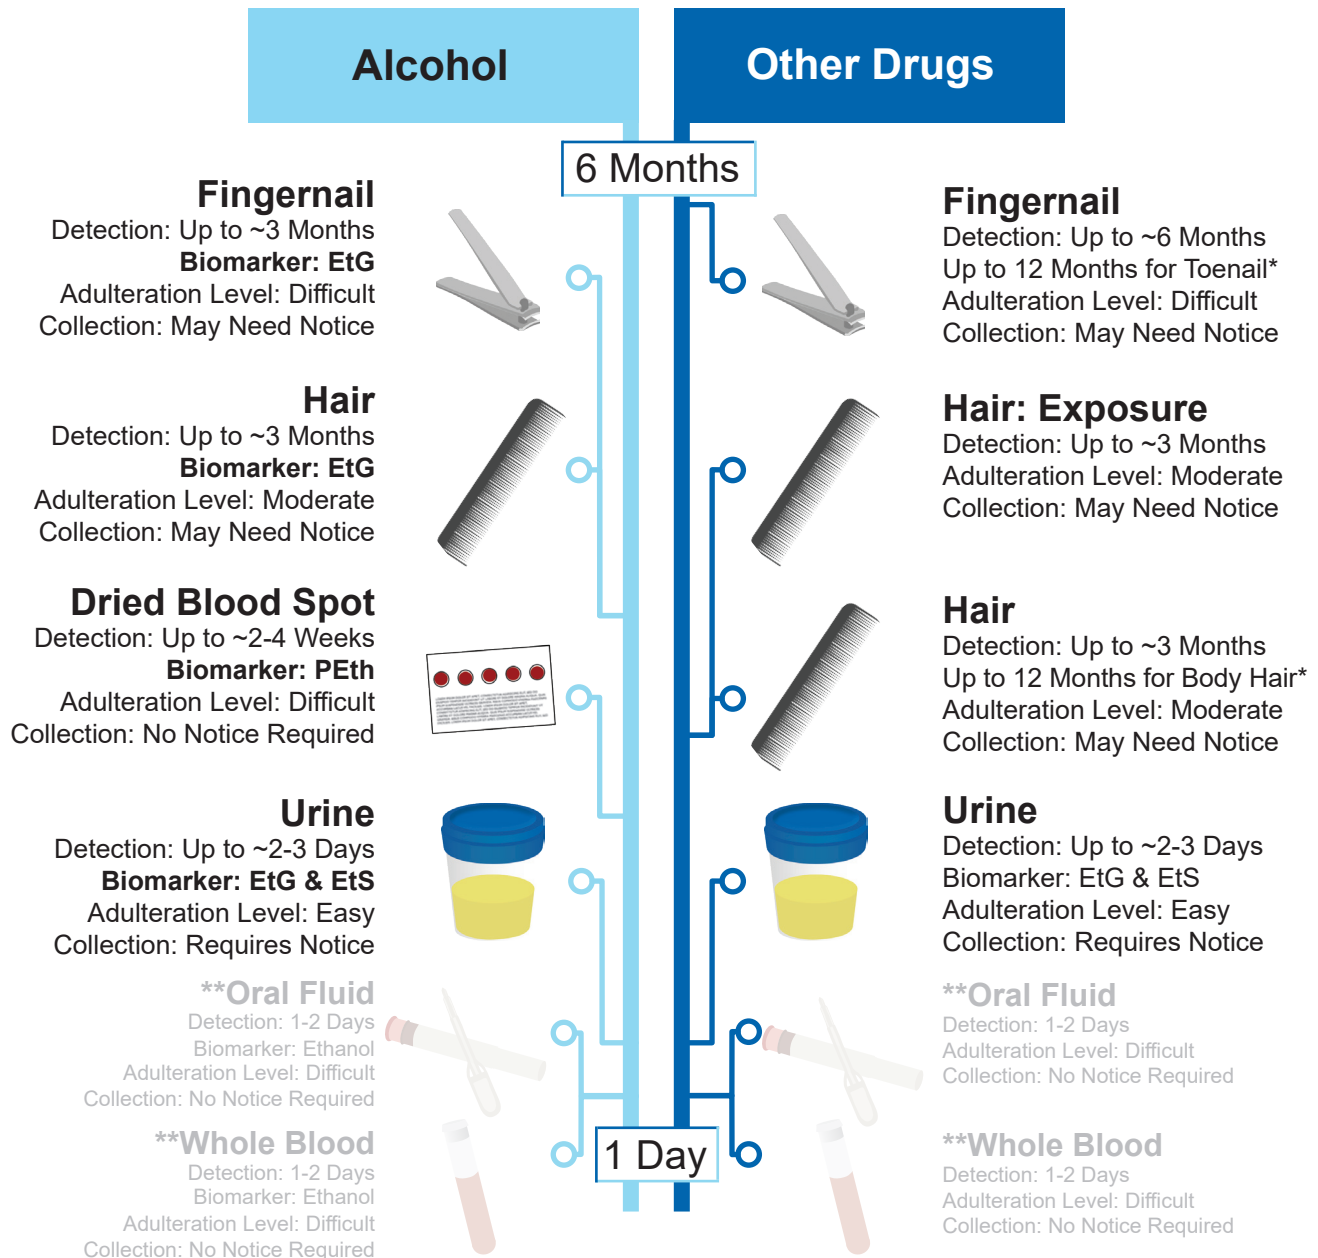 Alcohol
Other Drugs
6 Months
Fingernail
Detection: Up to ~3 Months
Biomarker: EtG
Adulteration Level: Difficult
Collection: May Need Notice
Fingernail
Detection: Up to ~6 Months
Up to 12 Months for Toenail*
Adulteration Level: Difficult
Collection: May Need Notice
Hair
Detection: Up to ~3 Months
Biomarker: EtG
Adulteration Level: Moderate
Collection: May Need Notice
Hair: Exposure
Detection: Up to ~3 Months
Adulteration Level: Moderate
Collection: May Need Notice
Dried Blood Spot
Detection: Up to ~2-4 Weeks
Biomarker: PEth
Adulteration Level: Difficult
Collection: No Notice Required
Hair
Detection: Up to ~3 Months
Up to 12 Months for Body Hair*
Adulteration Level: Moderate
Collection: May Need Notice
Urine
Detection: Up to ~2-3 Days
Biomarker: EtG & EtS
Adulteration Level: Easy
Collection: Requires Notice
Urine
Detection: Up to ~2-3 Days
Biomarker: EtG & EtS
Adulteration Level: Easy
Collection: Requires Notice
**Oral Fluid
Detection: 1-2 Days
Biomarker: Ethanol
Adulteration Level: Difficult
Collection: No Notice Required
**Oral Fluid
Detection: 1-2 Days
Adulteration Level: Difficult
Collection: No Notice Required
**Whole Blood
Detection: 1-2 Days
Biomarker: Ethanol
Adulteration Level: Difficult
Collection: No Notice Required
1 Day
**Whole Blood
Detection: 1-2 Days
Adulteration Level: Difficult
Collection: No Notice Required